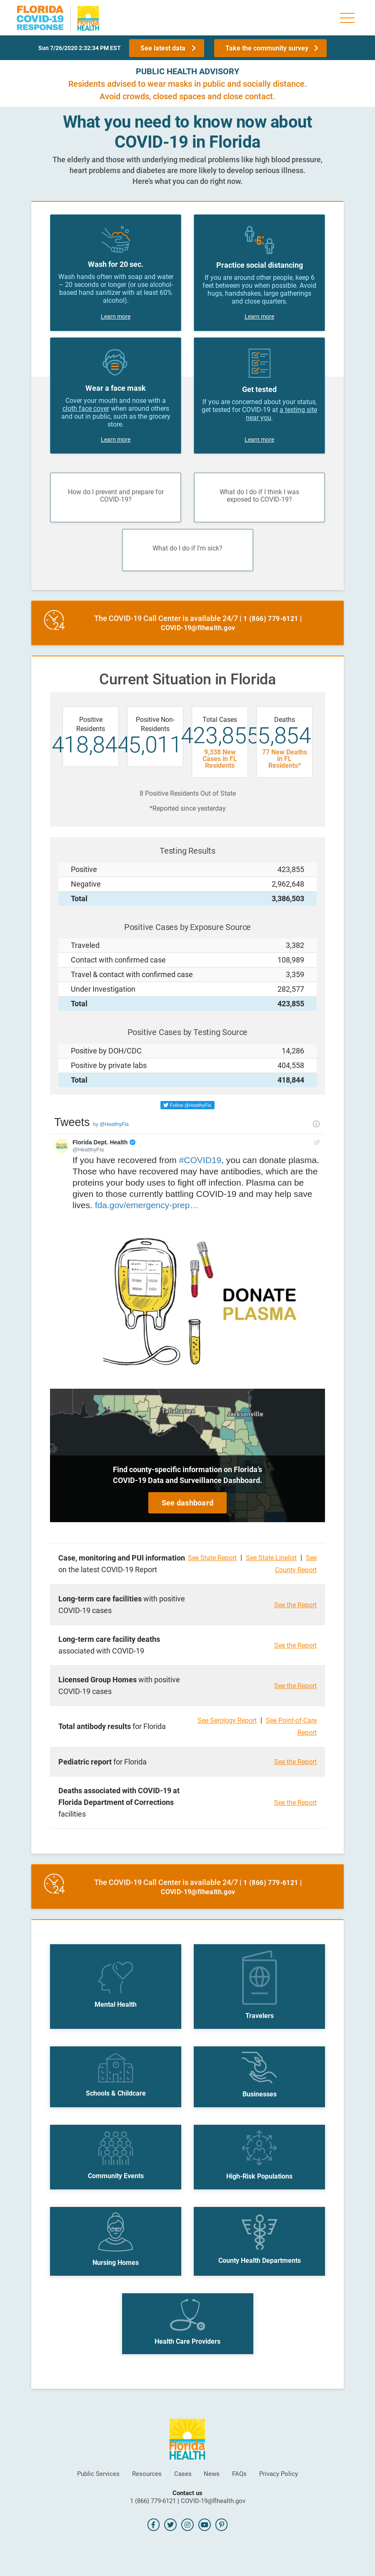 FLORIDA
COVID-19
RESPONSE
Florida
HEALTH
Sun 7/26/2020 2:32:34 PM EST
See latest data
Take the community survey
PUBLIC HEALTH ADVISORY
Residents advised to wear masks in public and socially distance.
Avoid crowds, closed spaces and close contact.
What you need to know now about
COVID-19 in Florida
The elderly and those with underlying medical problems like high blood pressure,
heart problems and diabetes are more likely to develop serious illness.
Here's what you can do right now.
Wash for 20 sec.
Wash hands often with soap and water
– 20 seconds or longer (or use alcohol-
based hand sanitizer with at least 60%
alcohol).
Learn more
6'
Practice social distancing
If you are around other people, keep 6
feet between you when possible. Avoid
hugs, handshakes, large gatherings
and close quarters.
Learn more
Wear a face mask
Cover your mouth and nose with a
cloth face cover when around others
and out in public, such as the grocery
store.
Learn more
Get tested
If you are concerned about your status,
get tested for COVID-19 at a testing site
near you.
Learn more
How do I prevent and prepare for
COVID-19?
What do I do if I think I was
exposed to COVID-19?
What do I do if I'm sick?
24
The COVID-19 Call Center is available 24/7 | 1 (866) 779-6121 |
COVID-19@flhealth.gov
Current Situation in Florida
Positive
Residents
418,844
Positive Non-
Residents
5,011
Total Cases
423,855
9,338 New
Cases in FL
Residents
Deaths
5,854
77 New Deaths
in FL
Residents*
8 Positive Residents Out of State
*Reported since yesterday
Testing Results
Positive 423,855
Negative 2,962,648
Total 3,386,503
Positive Cases by Exposure Source
Traveled 3,382
Contact with confirmed case 108,989
Travel & contact with confirmed case 3,359
Under Investigation 282,577
Total 423,855
Positive Cases by Testing Source
Positive by DOH/CDC 14,286
Positive by private labs 404,558
Total 418,844
Follow @HealthyFla
Tweets by @HealthyFla
Florida Dept. Health
@HealthyFla
If you have recovered from #COVID19, you can donate plasma.
Those who have recovered may have antibodies, which are the
proteins your body uses to fight off infection. Plasma can be
given to those currently battling COVID-19 and may help save
lives. fda.gov/emergency-prep…
DONATE
PLASMA
Tallahassee
Jacksonville
Find county-specific information on Florida's
COVID-19 Data and Surveillance Dashboard.
See dashboard
Case, monitoring and PUI information
on the latest COVID-19 Report
See State Report | See State Linelist | See
County Report
Long-term care facilities with positive
COVID-19 cases
See the Report
Long-term care facility deaths
associated with COVID-19
See the Report
Licensed Group Homes with positive
COVID-19 cases
See the Report
Total antibody results for Florida
See Serology Report | See Point-of-Care
Report
Pediatric report for Florida
See the Report
Deaths associated with COVID-19 at
Florida Department of Corrections
facilities
See the Report
24
The COVID-19 Call Center is available 24/7 | 1 (866) 779-6121 |
COVID-19@flhealth.gov
Mental Health
Travelers
Schools & Childcare
Businesses
Community Events
High-Risk Populations
Nursing Homes
County Health Departments
Health Care Providers
Florida
HEALTH
Public Services Resources Cases News FAQs Privacy Policy
Contact us
1 (866) 779-6121 | COVID-19@flhealth.gov